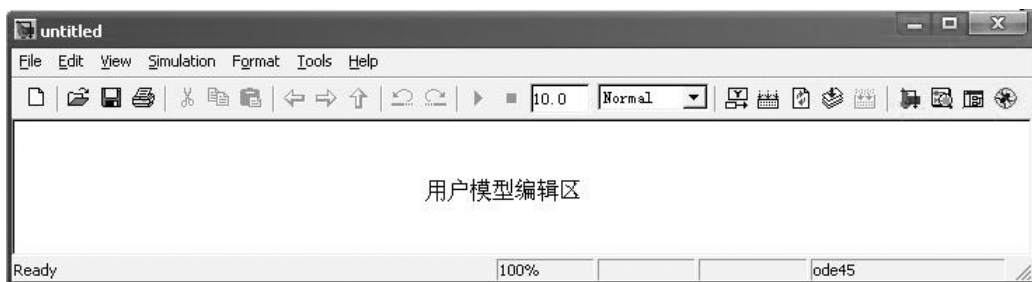 untitled
File Edit View Simulation Format Tools Help
10.0 Normal
用户模型编辑区
Ready 100% ode45